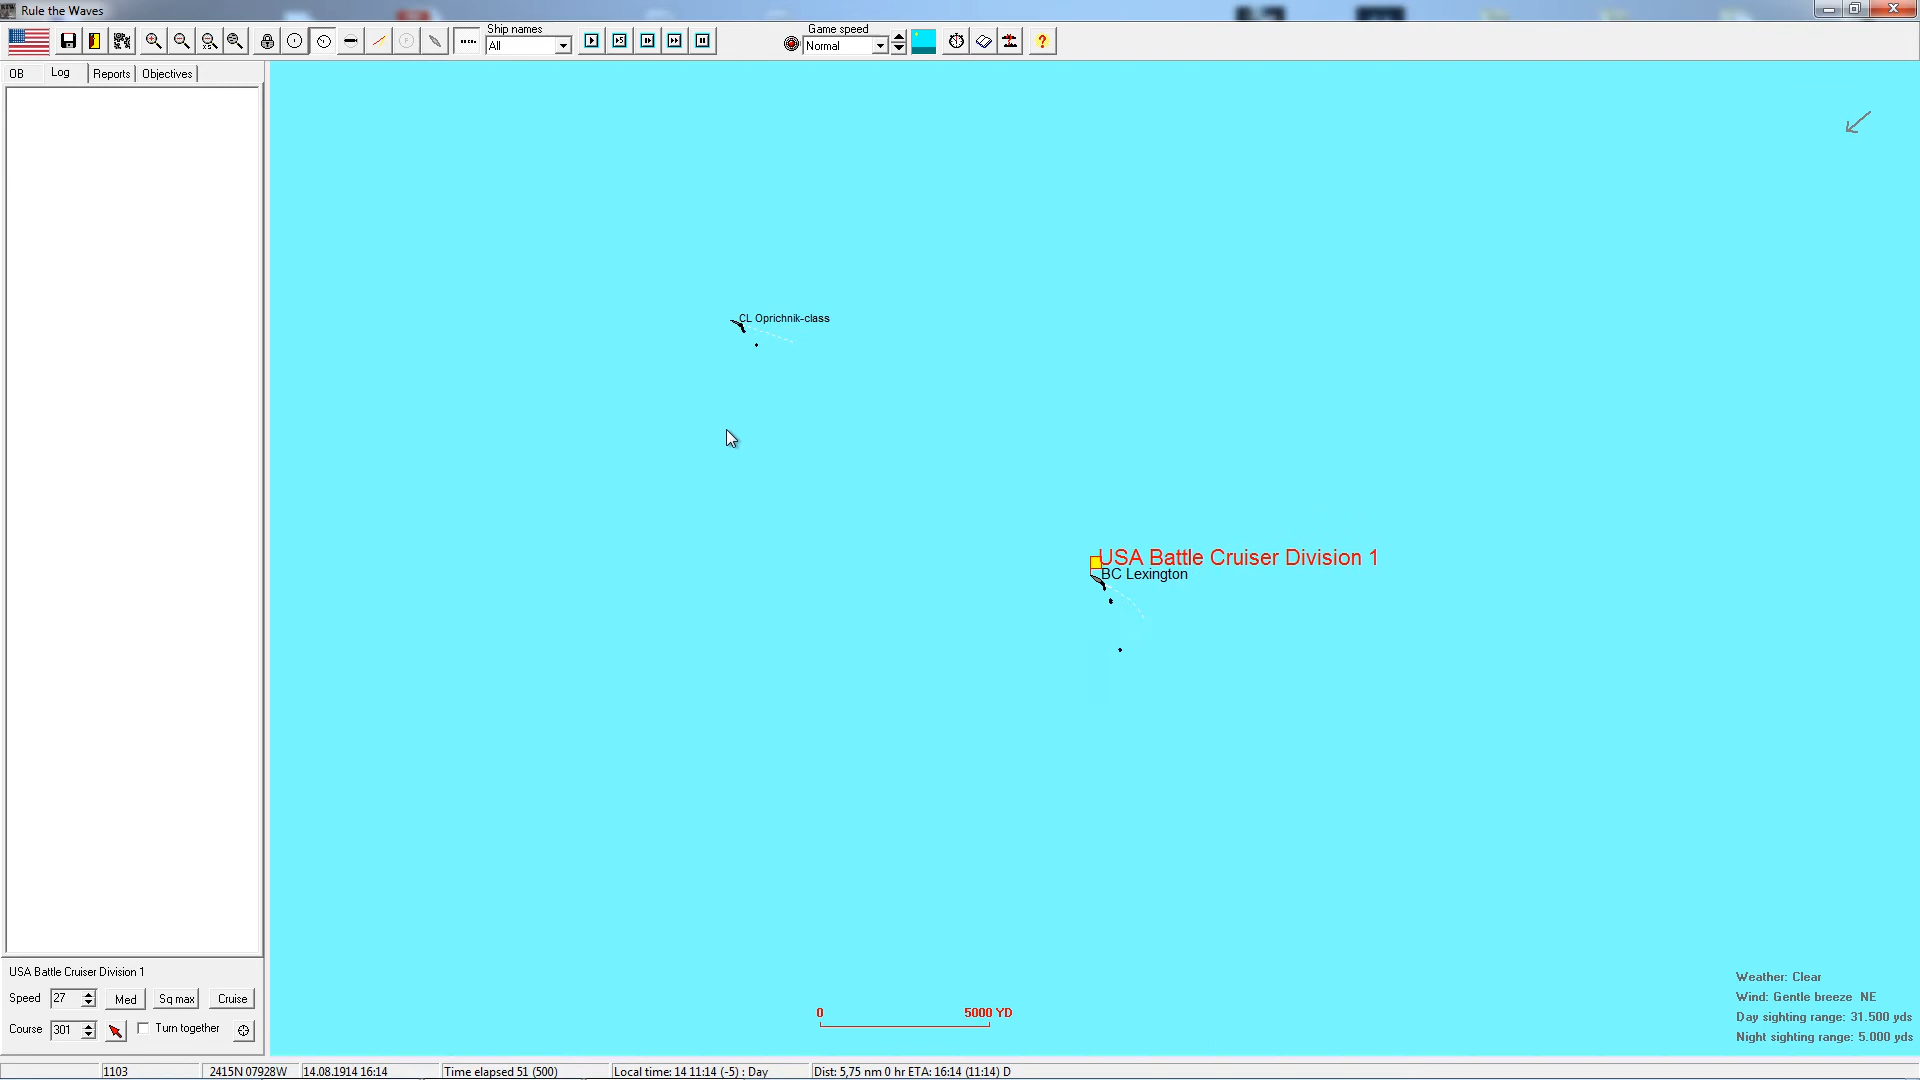 Rule the Waves
Ship names
All
Game speed
Normal
?
OB Log Reports Objectives
CL Oprichnik-class
USA Battle Cruiser Division 1
BC Lexington
USA Battle Cruiser Division 1
Speed 27 Med Sq max Cruise
Course 301 Turn together
0 5000 YD
Weather: Clear
Wind: Gentle breeze NE
Day sighting range: 31.500 yds
Night sighting range: 5.000 yds
1103 2415N 07928W 14.08.1914 16:14 Time elapsed 51 (500) Local time: 14 11:14 (-5) : Day Dist: 5,75 nm 0 hr ETA: 16:14 (11:14) D